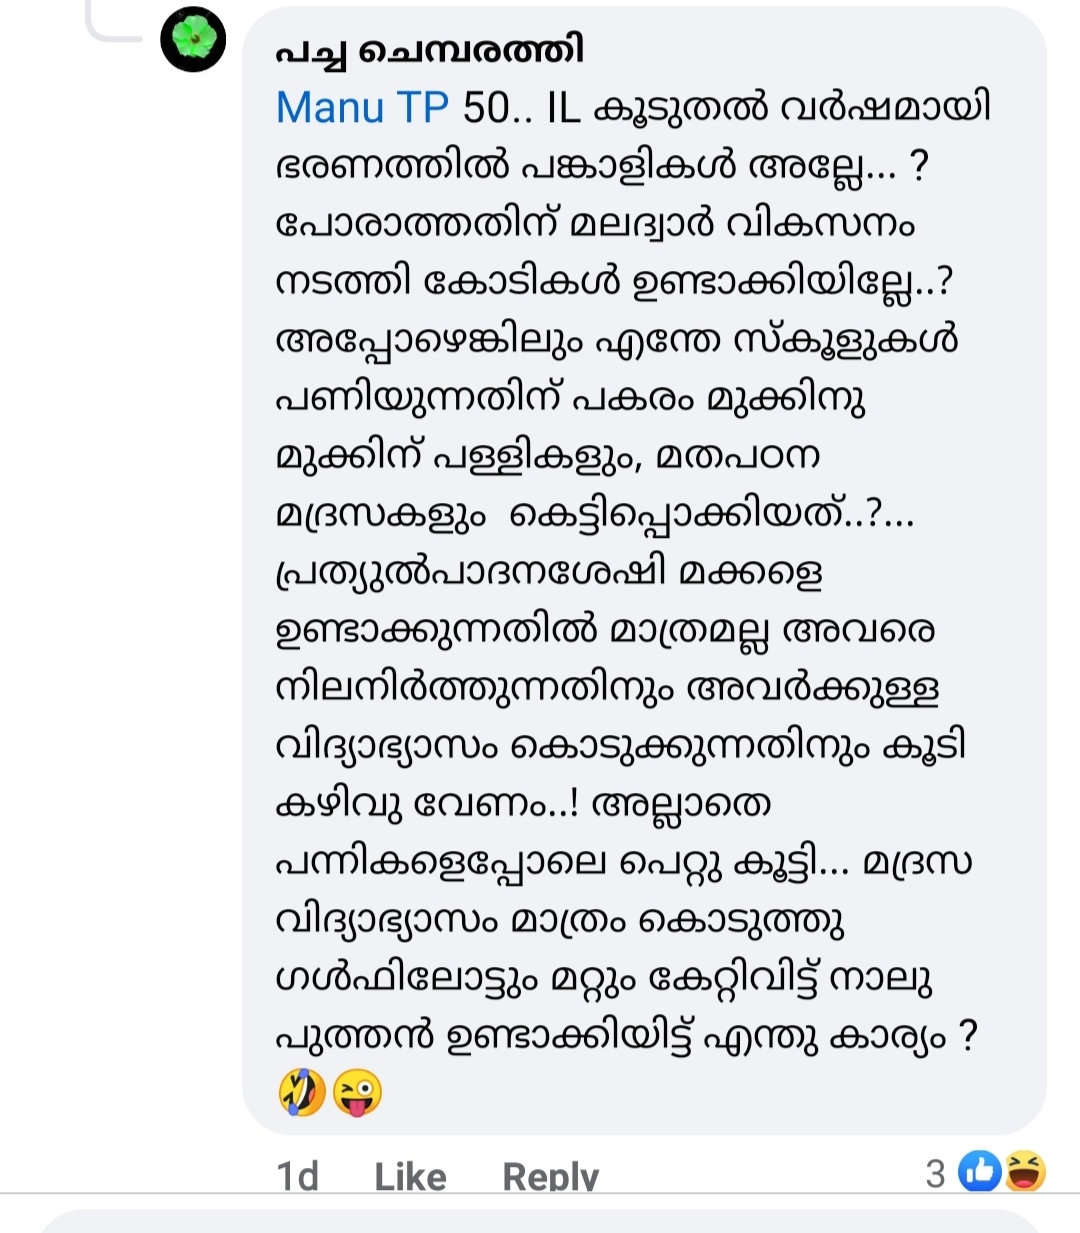 പച്ച ചെമ്പരത്തി
Manu TP 50.. IL കൂടുതൽ വർഷമായി
ഭരണത്തിൽ പങ്കാളികൾ അല്ലേ... ?
പോരാത്തതിന് മലദ്വാർ വികസനം
നടത്തി കോടികൾ ഉണ്ടാക്കിയില്ലേ..?
അപ്പോഴെങ്കിലും എന്തേ സ്കൂളുകൾ
പണിയുന്നതിന് പകരം മുക്കിനു
മുക്കിന് പള്ളികളും, മതപഠന
മദ്രസകളും കെട്ടിപ്പൊക്കിയത്..?...
പ്രത്യുൽപാദനശേഷി മക്കളെ
ഉണ്ടാക്കുന്നതിൽ മാത്രമല്ല അവരെ
നിലനിർത്തുന്നതിനും അവർക്കുള്ള
വിദ്യാഭ്യാസം കൊടുക്കുന്നതിനും കൂടി
കഴിവു വേണം..! അല്ലാതെ
പന്നികളെപ്പോലെ പെറ്റു കൂട്ടി... മദ്രസ
വിദ്യാഭ്യാസം മാത്രം കൊടുത്തു
ഗൾഫിലോട്ടും മറ്റും കേറ്റിവിട്ട് നാലു
പുത്തൻ ഉണ്ടാക്കിയിട്ട് എന്തു കാര്യം ?
🤣😜
1d Like Reply 3